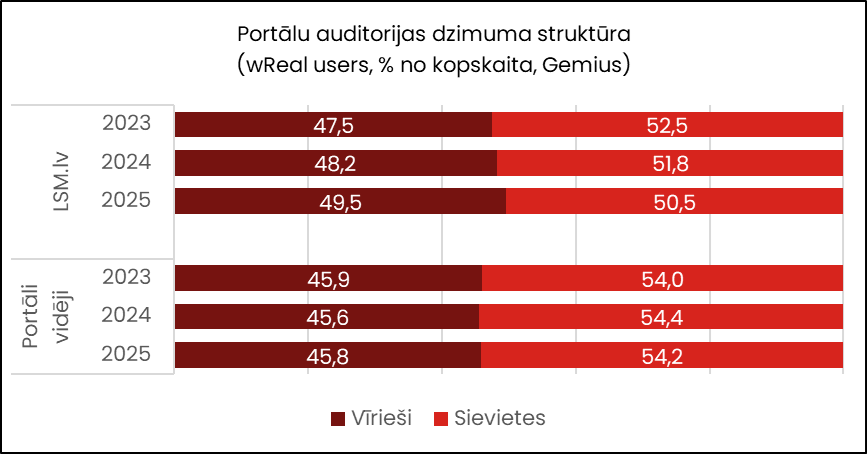 Portālu auditorijas dzimuma struktūra
(wReal users, % no kopskaita, Gemius)
LSM.lv
2023 47,5 52,5
2024 48,2 51,8
2025 49,5 50,5
Portāli
vidēji
2023 45,9 54,0
2024 45,6 54,4
2025 45,8 54,2
Vīrieši Sievietes